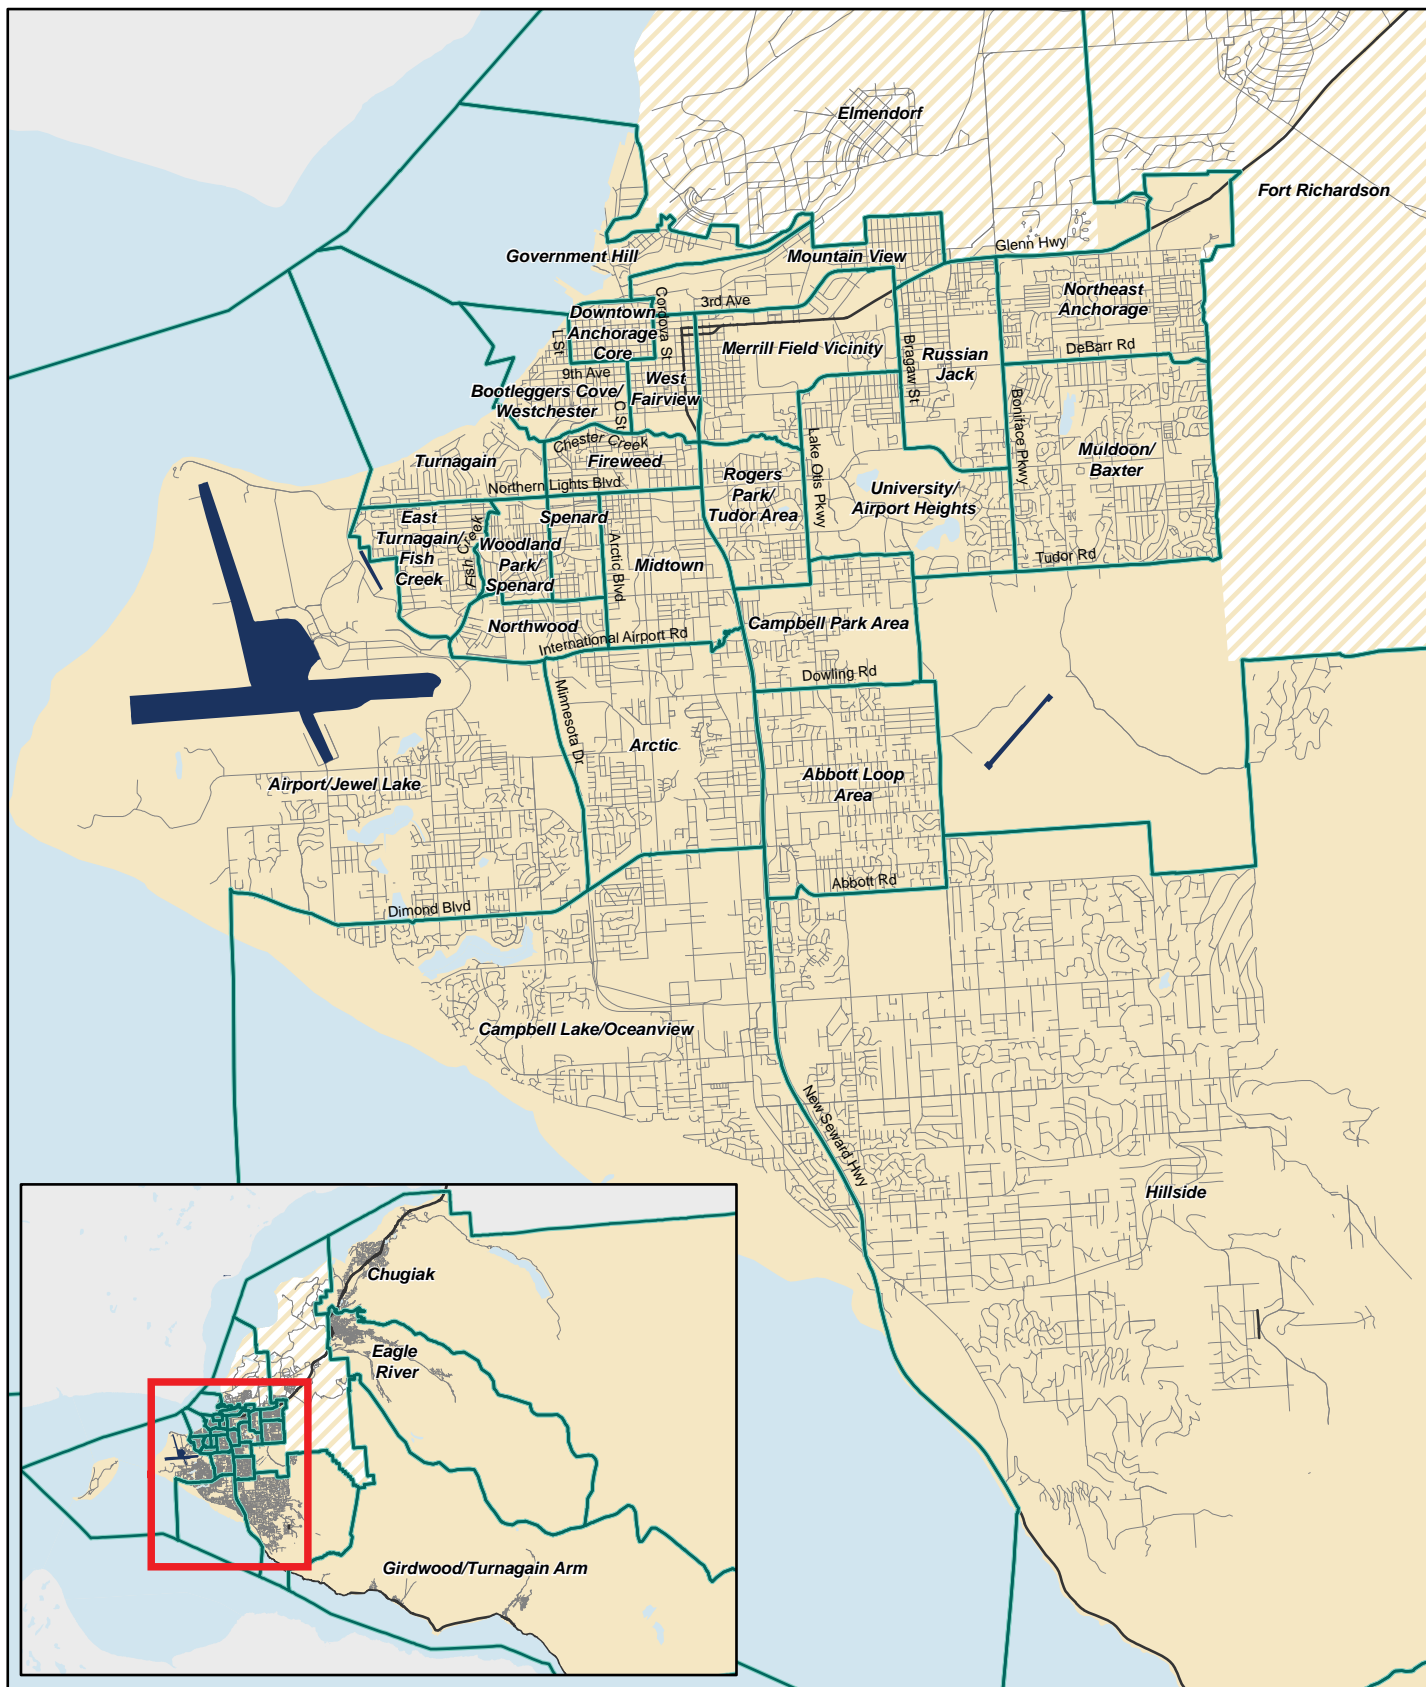 Elmendorf
Fort Richardson
Glenn Hwy
Government Hill
Mountain View
Northeast
Anchorage
3rd Ave
Cordova St
Downtown
Anchorage
Core
L St
DeBarr Rd
Merrill Field Vicinity
Bragaw St
Russian
Jack
9th Ave
West
Fairview
Bootleggers Cove/
Westchester
C St
Boniface Pkwy
Chester Creek
Lake Otis Pkwy
Muldoon/
Baxter
Turnagain
Fireweed
Rogers
Park/
Tudor Area
Northern Lights Blvd
University/
Airport Heights
East
Turnagain/
Fish
Creek
Fish Creek
Spenard
Woodland
Park/
Spenard
Arctic Blvd
Midtown
Tudor Rd
Northwood
International Airport Rd
Campbell Park Area
Dowling Rd
Minnesota Dr
Arctic
Airport/Jewel Lake
Abbott Loop
Area
Abbott Rd
Dimond Blvd
Campbell Lake/Oceanview
New Seward Hwy
Hillside
Chugiak
Eagle
River
Girdwood/Turnagain Arm